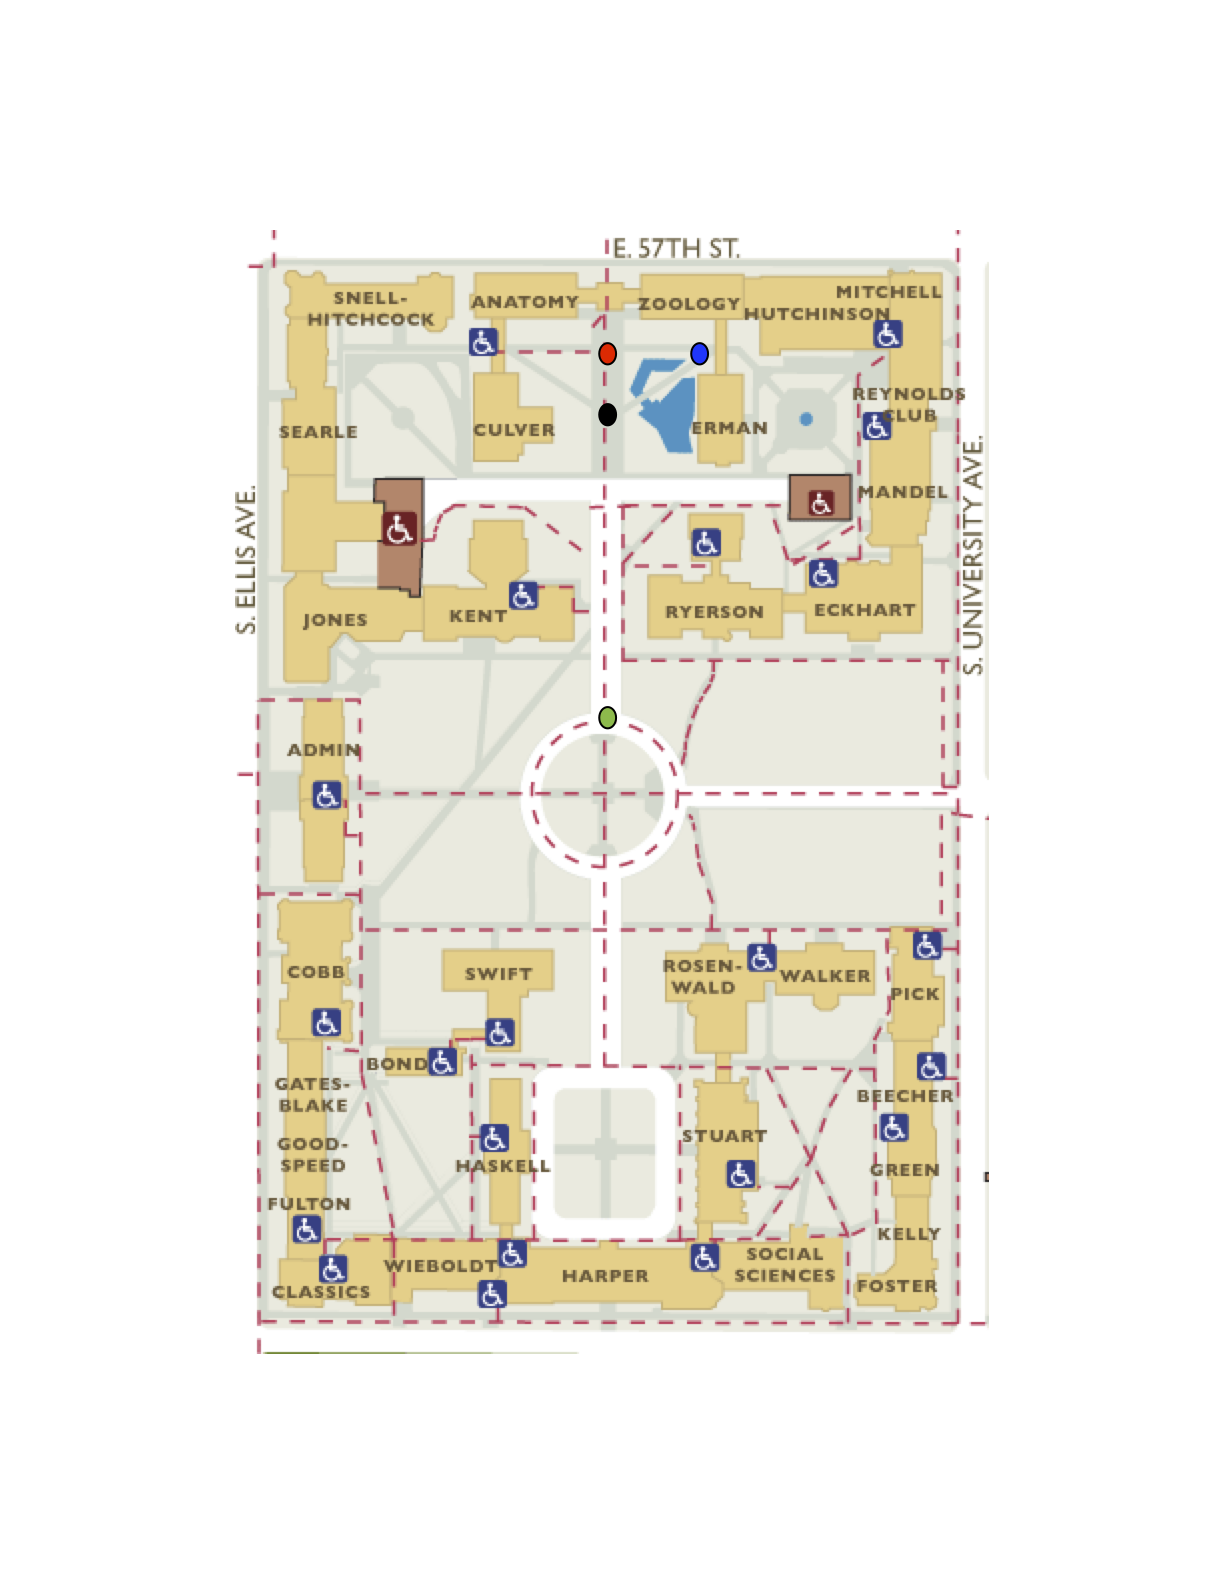 E. 57TH ST.
SNELL-
HITCHCOCK
ANATOMY
ZOOLOGY
MITCHELL
HUTCHINSON
REYNOLDS
CLUB
SEARLE
CULVER
ERMAN
MANDEL
S. ELLIS AVE.
S. UNIVERSITY AVE.
JONES
KENT
RYERSON
ECKHART
ADMIN
COBB
SWIFT
ROSEN-
WALD
WALKER
PICK
BOND
GATES-
BLAKE
BEECHER
GOOD-
SPEED
HASKELL
STUART
GREEN
FULTON
KELLY
WIEBOLDT
HARPER
SOCIAL
SCIENCES
CLASSICS
FOSTER